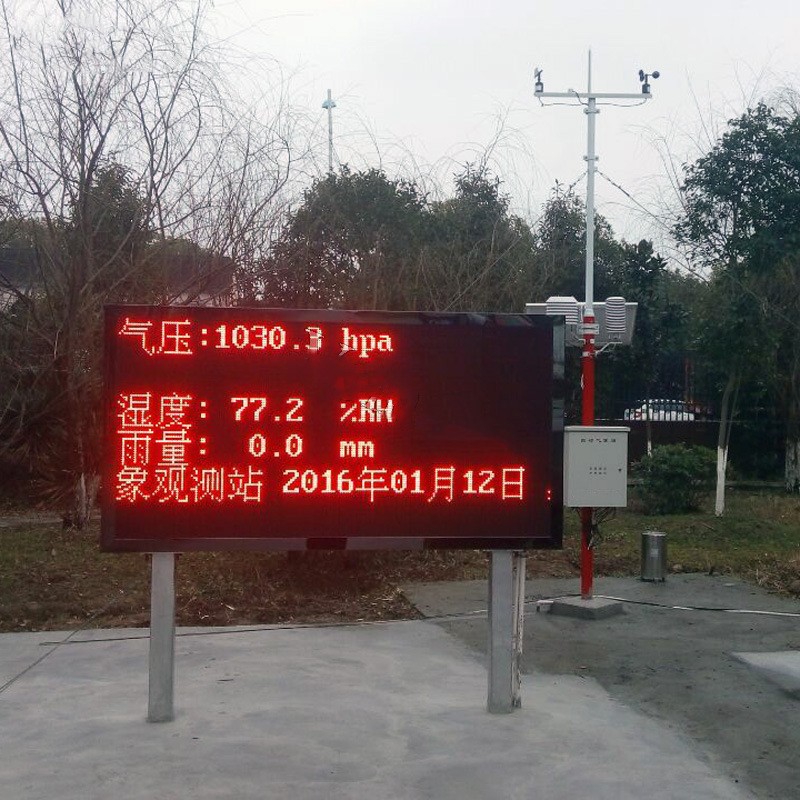 气压:1030.3 hpa
湿度: 77.2 %RH
雨量: 0.0 mm
象观测站 2016年01月12日